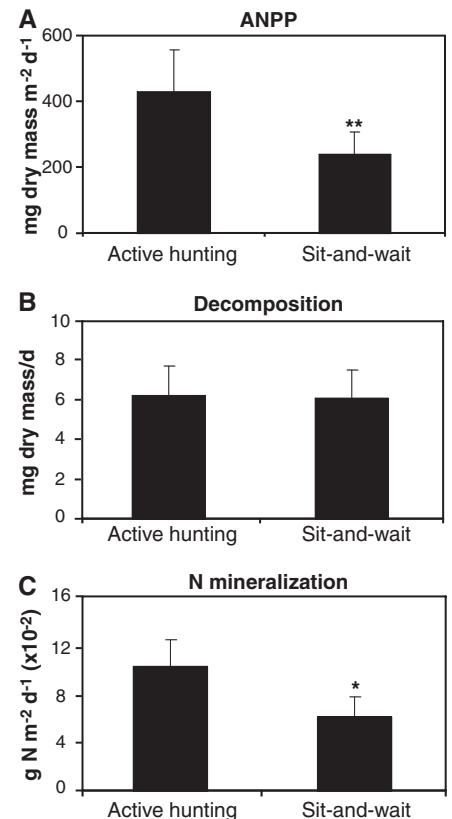 A
ANPP
mg dry mass m-2 d-1
600
400
200
0
**
Active hunting Sit-and-wait
B
Decomposition
mg dry mass/d
10
8
6
4
2
0
Active hunting Sit-and-wait
C
N mineralization
g N m-2 d-1 (x10-2)
16
12
8
4
0
*
Active hunting Sit-and-wait